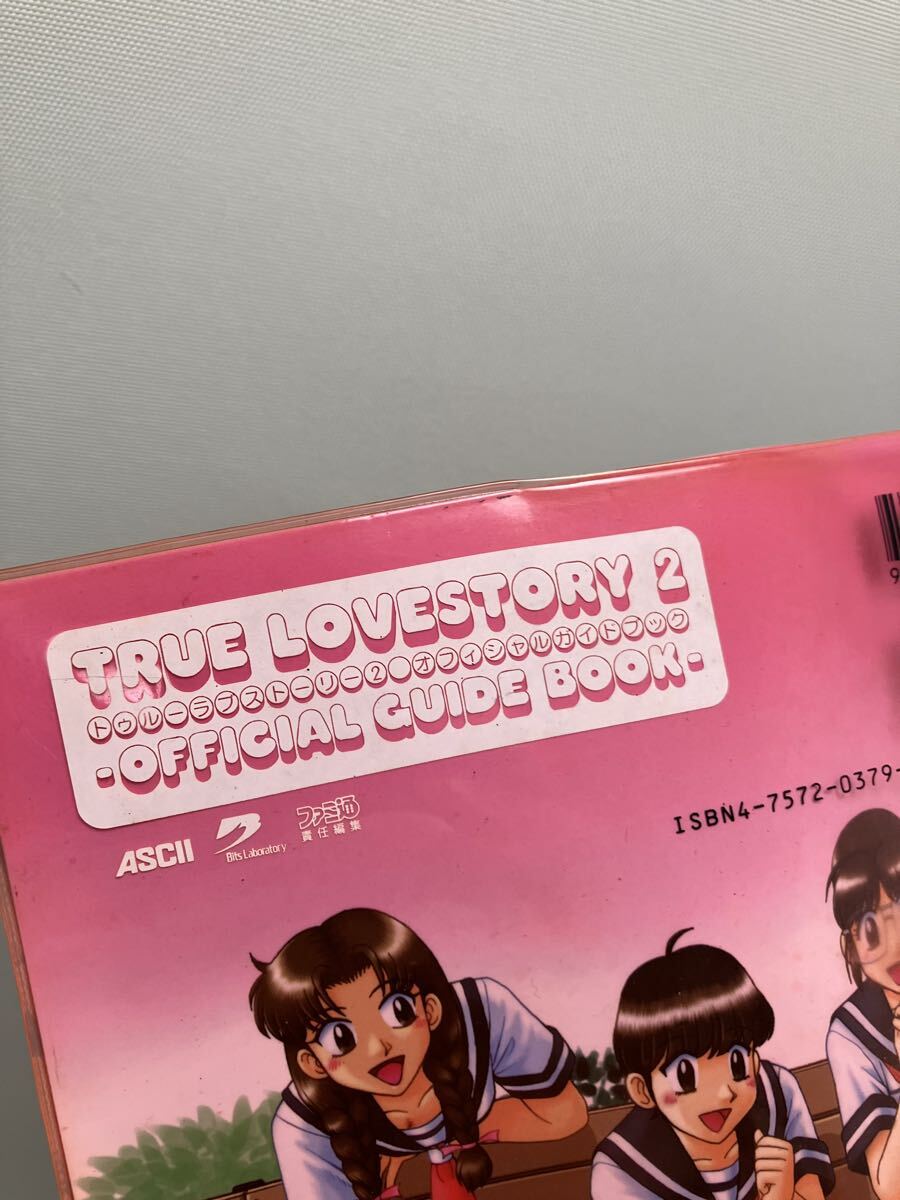 TRUE LOVESTORY 2
トゥルーラブストーリー2●オフィシャルガイドブック
-OFFICIAL GUIDE BOOK-
ASCII
Bits Laboratory
ファミ通
責任編集
9
ISBN4-7572-0379-